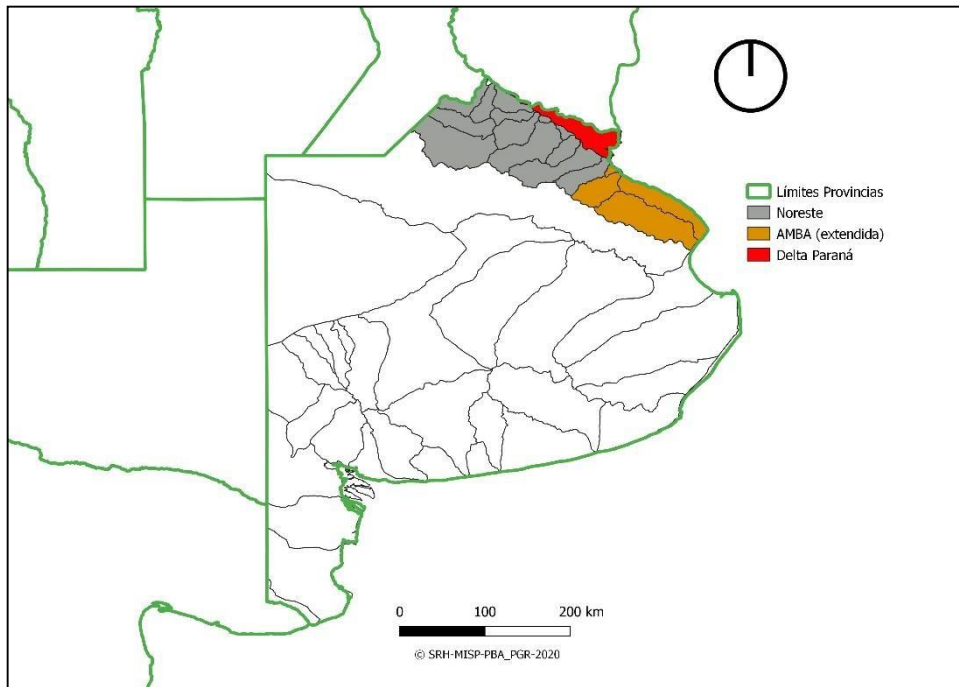 Límites Provincias
Noreste
AMBA (extendida)
Delta Paraná
0 100 200 km
© SRH-MISP-PBA_PGR-2020